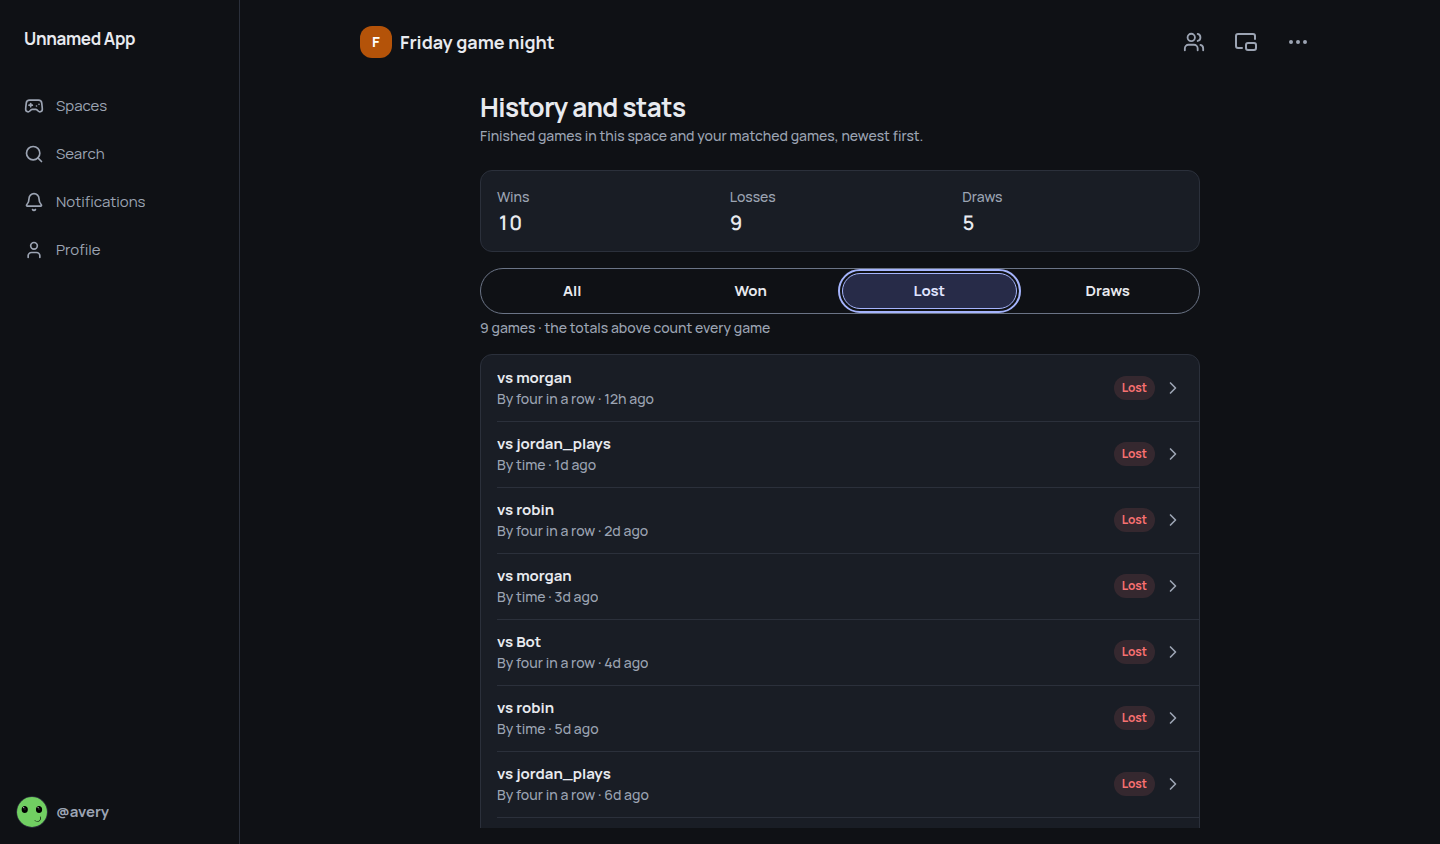 Unnamed App
Spaces
Search
Notifications
Profile
@avery
F
Friday game night
History and stats
Finished games in this space and your matched games, newest first.
Wins
10
Losses
9
Draws
5
All
Won
Lost
Draws
9 games · the totals above count every game
vs morgan
By four in a row · 12h ago
Lost
vs jordan_plays
By time · 1d ago
Lost
vs robin
By four in a row · 2d ago
Lost
vs morgan
By time · 3d ago
Lost
vs Bot
By four in a row · 4d ago
Lost
vs robin
By time · 5d ago
Lost
vs jordan_plays
By four in a row · 6d ago
Lost